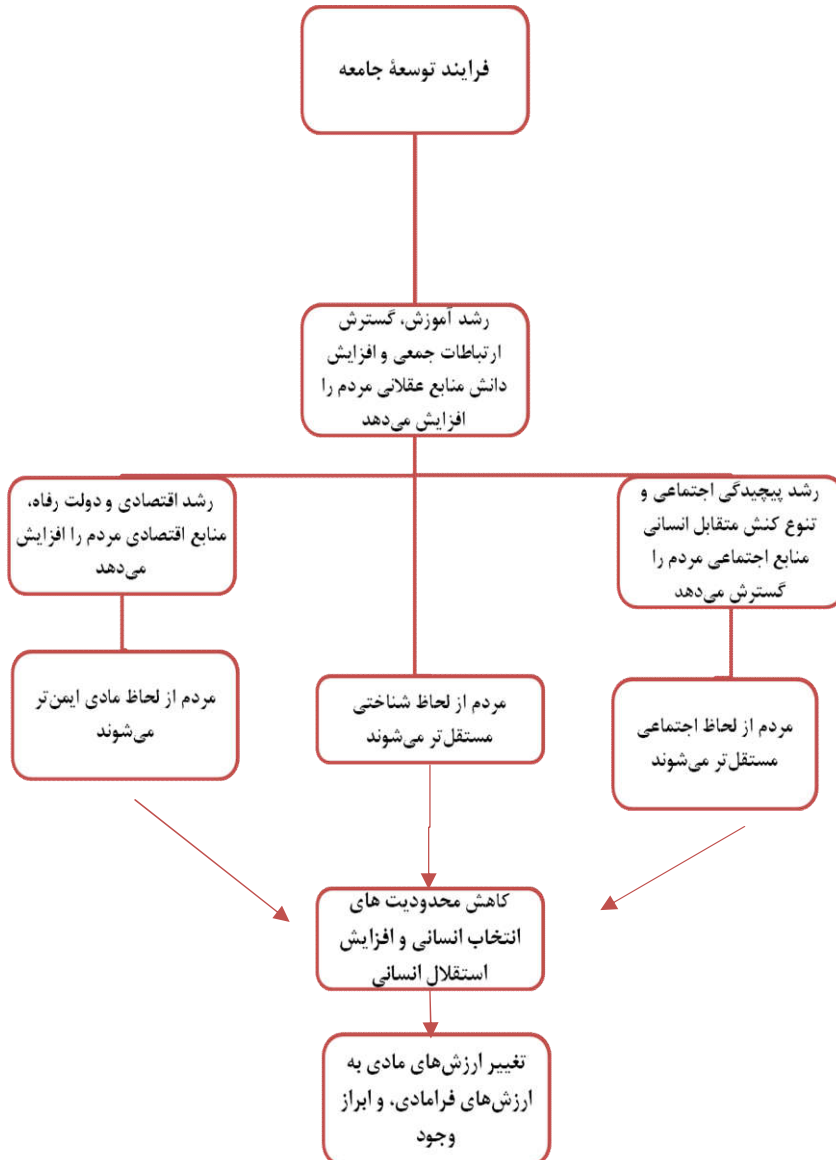 فرایند توسعهٔ جامعه
رشد آموزش، گسترش
ارتباطات جمعی و افزایش
دانش منابع عقلانی مردم را
افزایش می‌دهد
رشد پیچیدگی اجتماعی و
تنوع کنش متقابل انسانی
منابع اجتماعی مردم را
گسترش می‌دهد
رشد اقتصادی و دولت رفاه،
منابع اقتصادی مردم را افزایش
می‌دهد
مردم از لحاظ اجتماعی
مستقل‌تر می‌شوند
مردم از لحاظ شناختی
مستقل‌تر می‌شوند
مردم از لحاظ مادی ایمن‌تر
می‌شوند
کاهش محدودیت های
انتخاب انسانی و افزایش
استقلال انسانی
تغییر ارزش‌های مادی به
ارزش‌های فرامادی، و ابراز
وجود